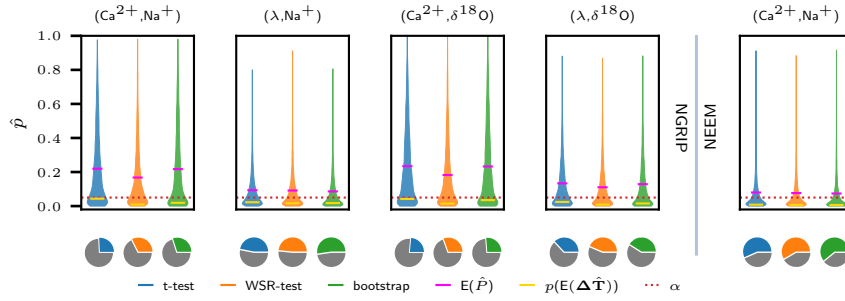 (Ca²⁺,Na⁺) (λ,Na⁺) (Ca²⁺,δ¹⁸O) (λ,δ¹⁸O) (Ca²⁺,Na⁺)
1.0
0.8
0.6
0.4
0.2
0.0
p̂
NGRIP
NEEM
t-test WSR-test bootstrap E(P̂) p(E(ΔT̂)) α